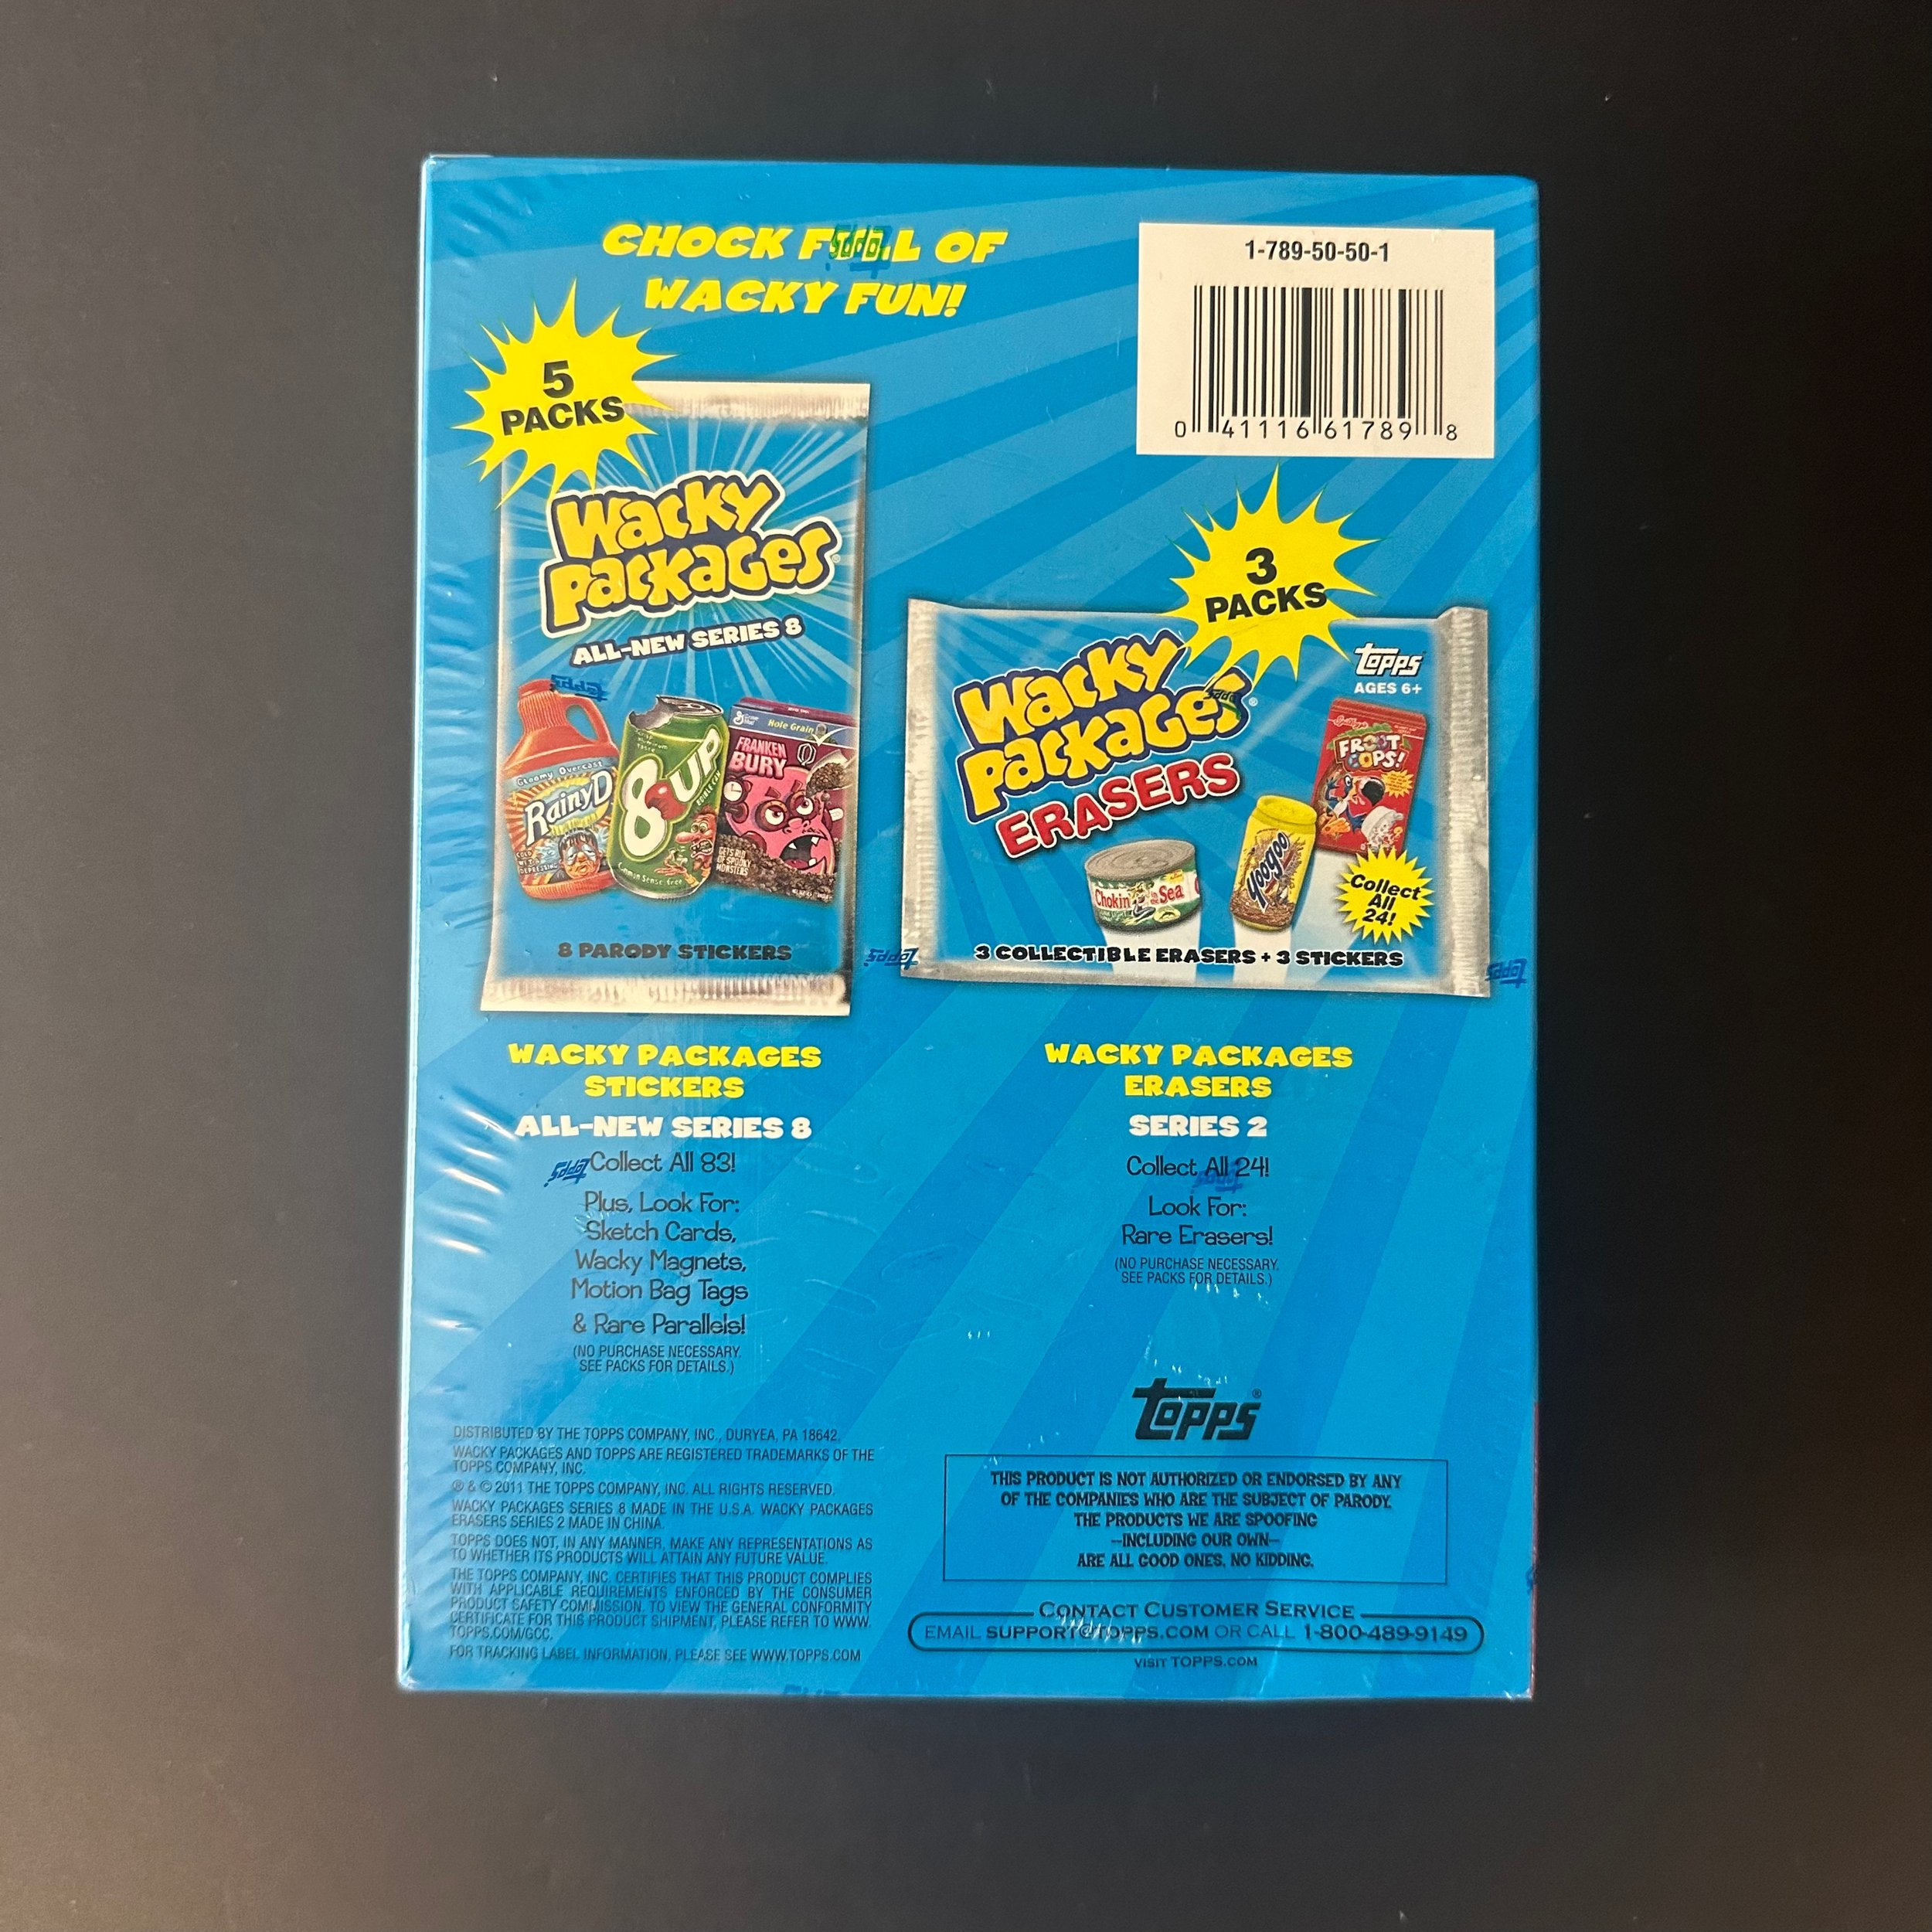 CHOCK FULL OF
WACKY FUN!
1-789-50-50-1
0 41116 61789 8
5
PACKS
Wacky
Packages®
ALL-NEW SERIES 8
Gloomy Overcast
RainyD
8UP
Hole Grain
FRANKEN
BURY
8 PARODY STICKERS
3
PACKS
Wacky
Packages®
ERASERS
Topps
AGES 6+
FROOT
OOPS!
Chokin of the Sea
Yoogoo
Collect
All
24!
3 COLLECTIBLE ERASERS + 3 STICKERS
WACKY PACKAGES
STICKERS
ALL-NEW SERIES 8
Collect All 83!
Plus, Look For:
Sketch Cards,
Wacky Magnets,
Motion Bag Tags
& Rare Parallels!
(NO PURCHASE NECESSARY.
SEE PACKS FOR DETAILS.)
WACKY PACKAGES
ERASERS
SERIES 2
Collect All 24!
Look For:
Rare Erasers!
(NO PURCHASE NECESSARY.
SEE PACKS FOR DETAILS.)
DISTRIBUTED BY THE TOPPS COMPANY, INC., DURYEA, PA 18642.
WACKY PACKAGES AND TOPPS ARE REGISTERED TRADEMARKS OF THE
TOPPS COMPANY, INC.
® & © 2011 THE TOPPS COMPANY, INC. ALL RIGHTS RESERVED.
WACKY PACKAGES SERIES 8 MADE IN THE U.S.A. WACKY PACKAGES
ERASERS SERIES 2 MADE IN CHINA.
TOPPS DOES NOT, IN ANY MANNER, MAKE ANY REPRESENTATIONS AS
TO WHETHER ITS PRODUCTS WILL ATTAIN ANY FUTURE VALUE.
THE TOPPS COMPANY, INC. CERTIFIES THAT THIS PRODUCT COMPLIES
WITH APPLICABLE REQUIREMENTS ENFORCED BY THE CONSUMER
PRODUCT SAFETY COMMISSION. TO VIEW THE GENERAL CONFORMITY
CERTIFICATE FOR THIS PRODUCT SHIPMENT, PLEASE REFER TO WWW.
TOPPS.COM/GCC.
FOR TRACKING LABEL INFORMATION, PLEASE SEE WWW.TOPPS.COM
Topps®
THIS PRODUCT IS NOT AUTHORIZED OR ENDORSED BY ANY
OF THE COMPANIES WHO ARE THE SUBJECT OF PARODY.
THE PRODUCTS WE ARE SPOOFING
—INCLUDING OUR OWN—
ARE ALL GOOD ONES, NO KIDDING.
CONTACT CUSTOMER SERVICE
EMAIL SUPPORT@TOPPS.COM OR CALL 1-800-489-9149
VISIT TOPPS.COM